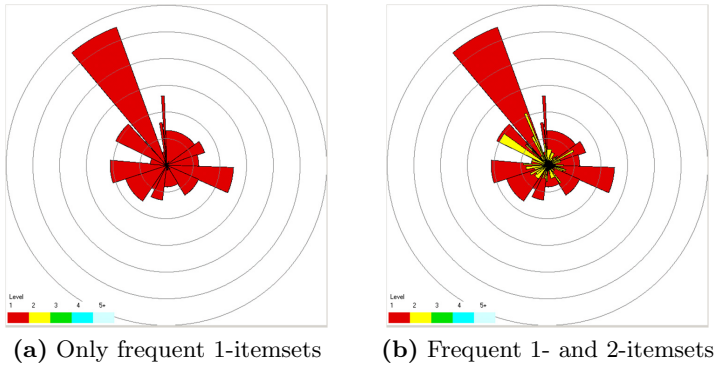 Level
1 2 3 4 5+
Level
1 2 3 4 5+
(a) Only frequent 1-itemsets
(b) Frequent 1- and 2-itemsets